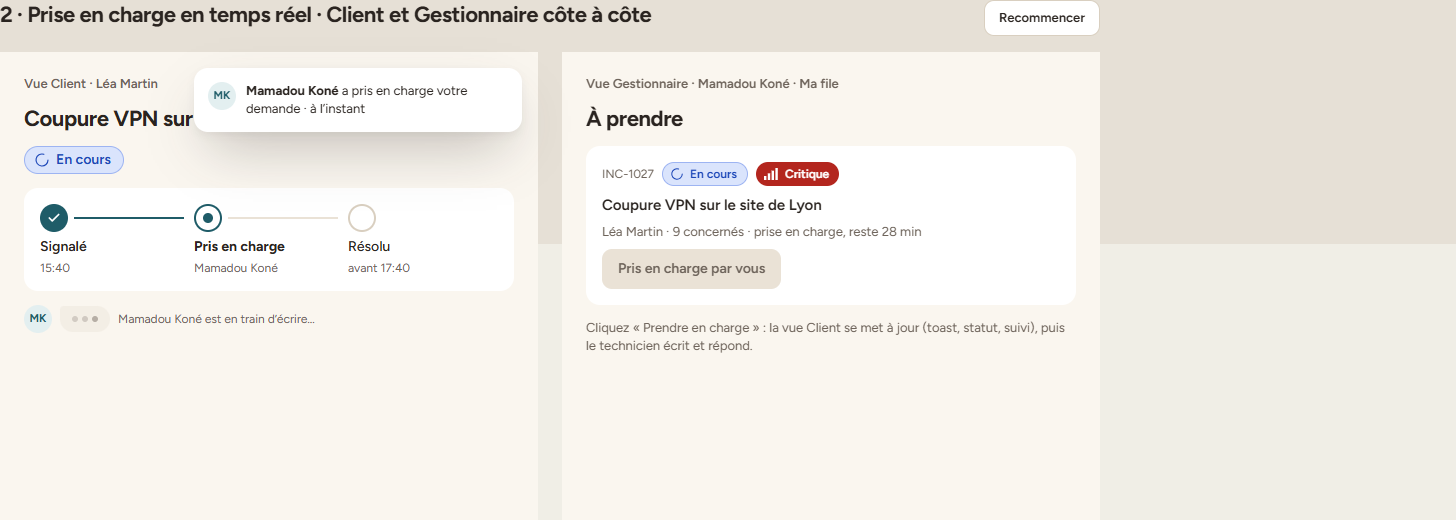 2 · Prise en charge en temps réel · Client et Gestionnaire côte à côte
Recommencer
Vue Client · Léa Martin
MK
Mamadou Koné a pris en charge votre
demande · à l’instant
Coupure VPN sur
En cours
Signalé
15:40
Pris en charge
Mamadou Koné
Résolu
avant 17:40
MK
Mamadou Koné est en train d’écrire…
Vue Gestionnaire · Mamadou Koné · Ma file
À prendre
INC-1027
En cours
Critique
Coupure VPN sur le site de Lyon
Léa Martin · 9 concernés · prise en charge, reste 28 min
Pris en charge par vous
Cliquez « Prendre en charge » : la vue Client se met à jour (toast, statut, suivi), puis
le technicien écrit et répond.